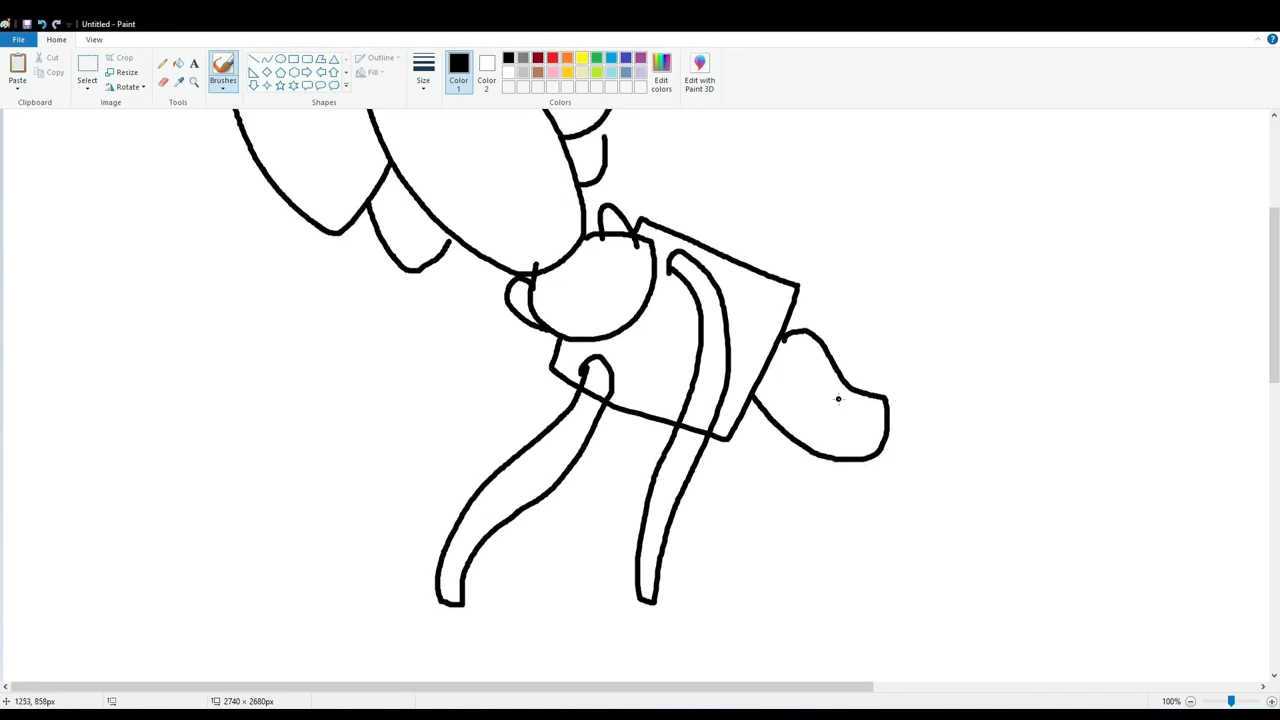 Untitled - Paint
File Home View
Paste Cut Copy Select Crop Resize Rotate Brushes Outline Fill Size Color 1 Color 2 Edit colors Edit with Paint 3D
Clipboard Image Tools Shapes Colors
1253, 858px 2740 × 2680px 100%